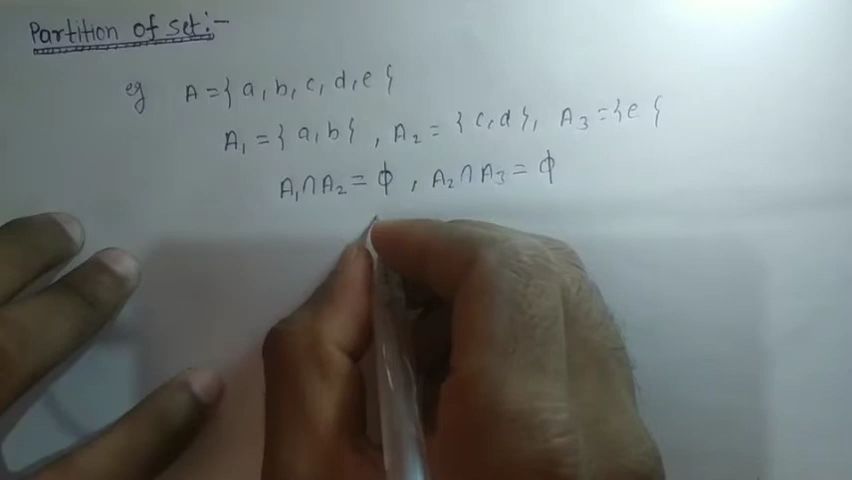 Partition of set:-
eg A = { a, b, c, d, e }
A₁ = { a, b }, A₂ = { c, d }, A₃ = { e }
A₁∩A₂ = ϕ, A₂∩A₃ = ϕ